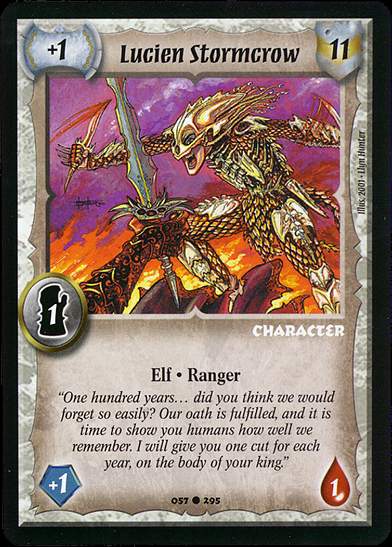 +1
Lucien Stormcrow
11
Illus. 2001 • Llyn Hunter
1
CHARACTER
Elf • Ranger
“One hundred years… did you think we would
forget so easily? Our oath is fulfilled, and it is
time to show you humans how well we
remember. I will give you one cut for each
year, on the body of your king.”
+1
057 ● 295
1